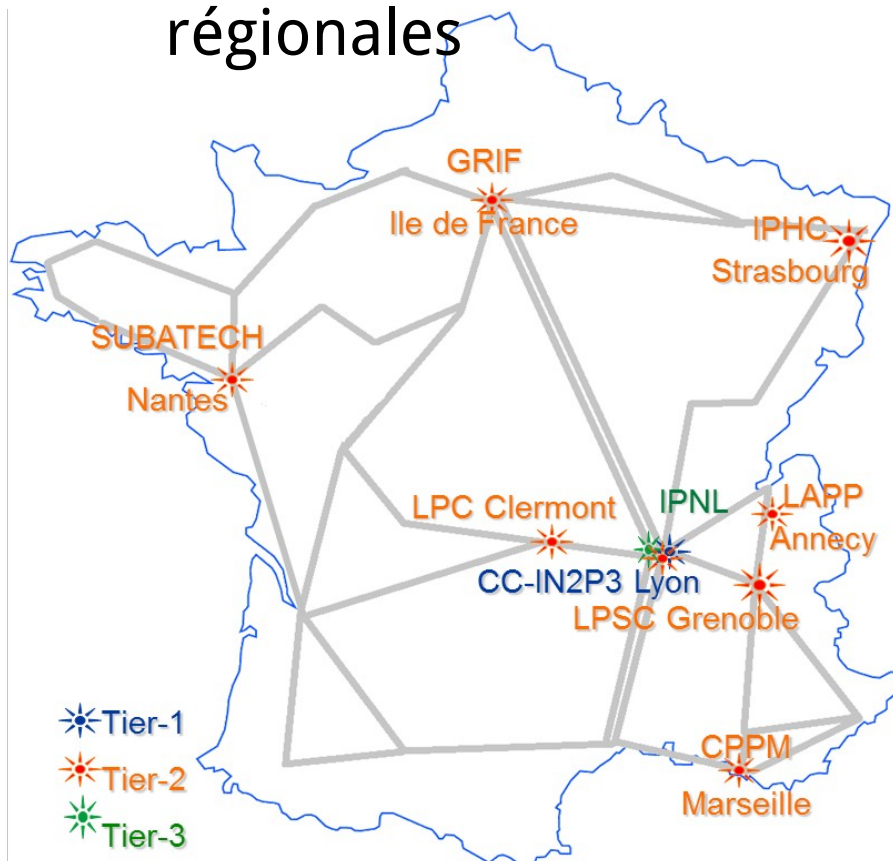 régionales
GRIF
Ile de France
IPHC
Strasbourg
SUBATECH
Nantes
LPC Clermont
IPNL
LAPP
Annecy
CC-IN2P3 Lyon
LPSC Grenoble
CPPM
Marseille
Tier-1
Tier-2
Tier-3